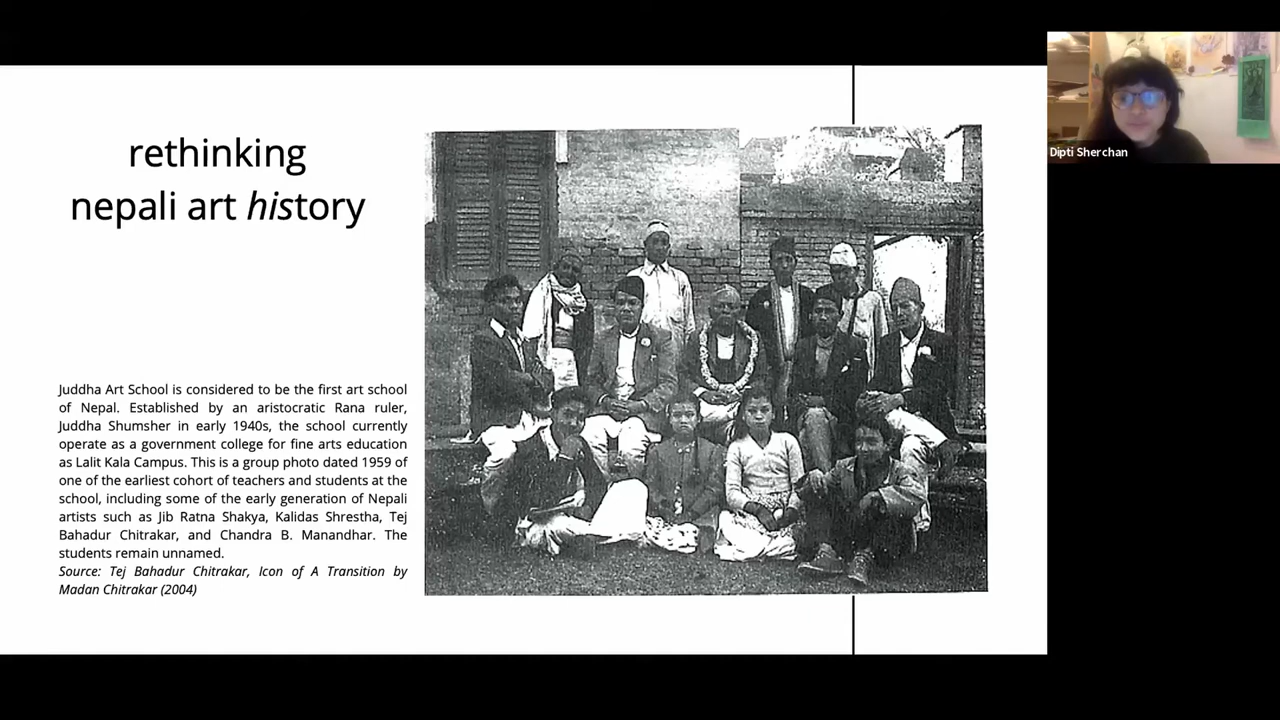 rethinking
nepali art history
Juddha Art School is considered to be the first art school
of Nepal. Established by an aristocratic Rana ruler,
Juddha Shumsher in early 1940s, the school currently
operate as a government college for fine arts education
as Lalit Kala Campus. This is a group photo dated 1959 of
one of the earliest cohort of teachers and students at the
school, including some of the early generation of Nepali
artists such as Jib Ratna Shakya, Kalidas Shrestha, Tej
Bahadur Chitrakar, and Chandra B. Manandhar. The
students remain unnamed.
Source: Tej Bahadur Chitrakar, Icon of A Transition by
Madan Chitrakar (2004)
Dipti Sherchan